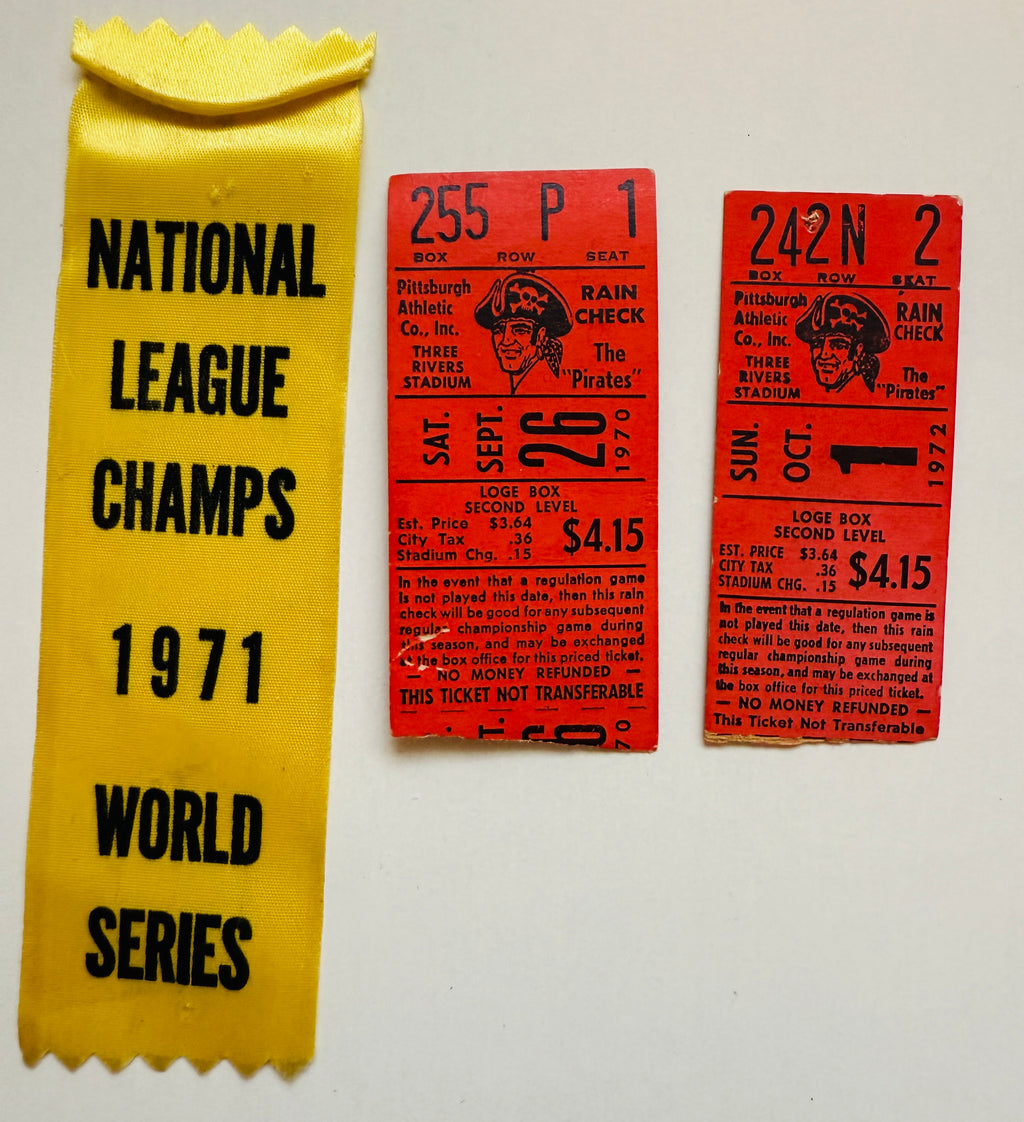 NATIONAL
LEAGUE
CHAMPS
1971
WORLD
SERIES
255 P 1
BOX ROW SEAT
Pittsburgh
Athletic
Co., Inc.
THREE
RIVERS
STADIUM
RAIN
CHECK
The
"Pirates"
SAT.
SEPT.
26
1970
LOGE BOX
SECOND LEVEL
Est. Price $3.64
City Tax .36
Stadium Chg. .15
$4.15
In the event that a regulation game
is not played this date, then this rain
check will be good for any subsequent
regular championship game during
this season, and may be exchanged
at the box office for this priced ticket.
— NO MONEY REFUNDED —
THIS TICKET NOT TRANSFERABLE
242 N 2
BOX ROW SEAT
Pittsburgh
Athletic
Co., Inc.
THREE
RIVERS
STADIUM
RAIN
CHECK
The
"Pirates"
SUN.
OCT.
1
1972
LOGE BOX
SECOND LEVEL
EST. PRICE $3.64
CITY TAX .36
STADIUM CHG. .15
$4.15
In the event that a regulation game is
not played this date, then this rain
check will be good for any subsequent
regular championship game during
this season, and may be exchanged at
the box office for this priced ticket.
— NO MONEY REFUNDED —
This Ticket Not Transferable